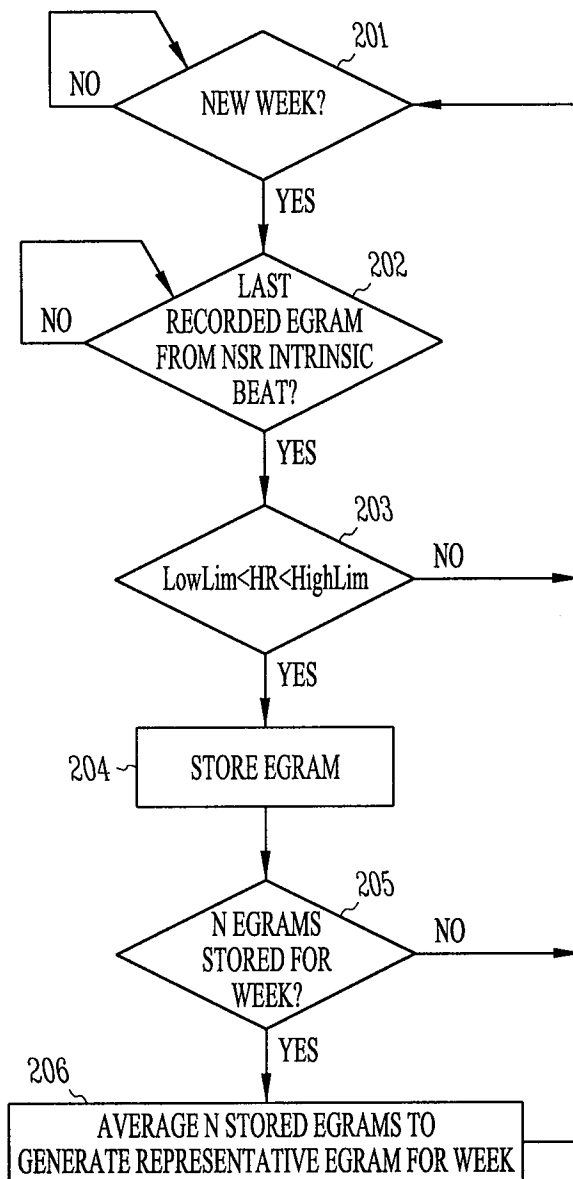 201
NO
NEW WEEK?
YES
202
LAST
RECORDED EGRAM
FROM NSR INTRINSIC
BEAT?
NO
YES
203
NO
LowLim<HR<HighLim
YES
204
STORE EGRAM
205
N EGRAMS
STORED FOR
WEEK?
NO
YES
206
AVERAGE N STORED EGRAMS TO
GENERATE REPRESENTATIVE EGRAM FOR WEEK